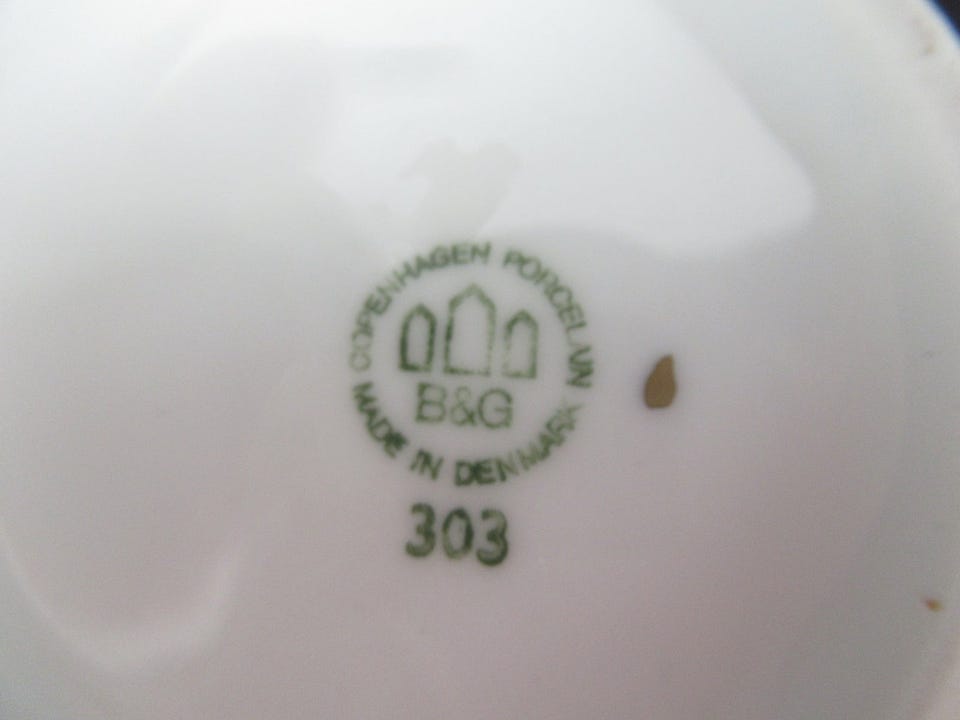 COPENHAGEN PORCELAIN
B&G
MADE IN DENMARK
303